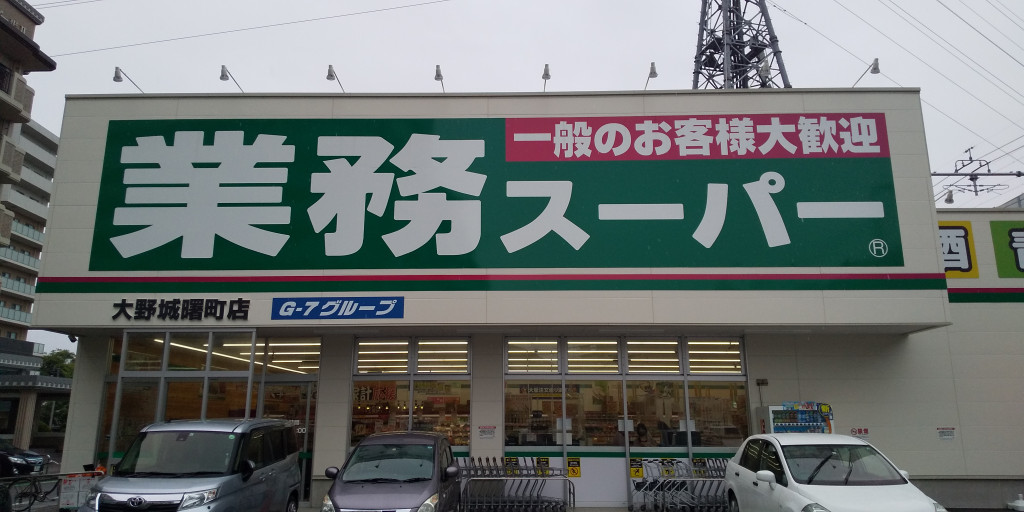 一般のお客様大歓迎
業務スーパー
®
大野城曙町店
G-7グループ
酒